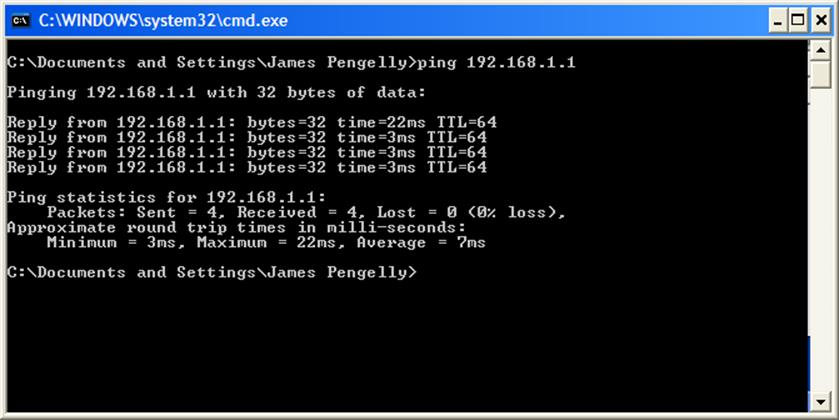 C:\WINDOWS\system32\cmd.exe
C:\Documents and Settings\James Pengelly>ping 192.168.1.1
Pinging 192.168.1.1 with 32 bytes of data:
Reply from 192.168.1.1: bytes=32 time=22ms TTL=64
Reply from 192.168.1.1: bytes=32 time=3ms TTL=64
Reply from 192.168.1.1: bytes=32 time=3ms TTL=64
Reply from 192.168.1.1: bytes=32 time=3ms TTL=64
Ping statistics for 192.168.1.1:
    Packets: Sent = 4, Received = 4, Lost = 0 (0% loss),
Approximate round trip times in milli-seconds:
    Minimum = 3ms, Maximum = 22ms, Average = 7ms
C:\Documents and Settings\James Pengelly>